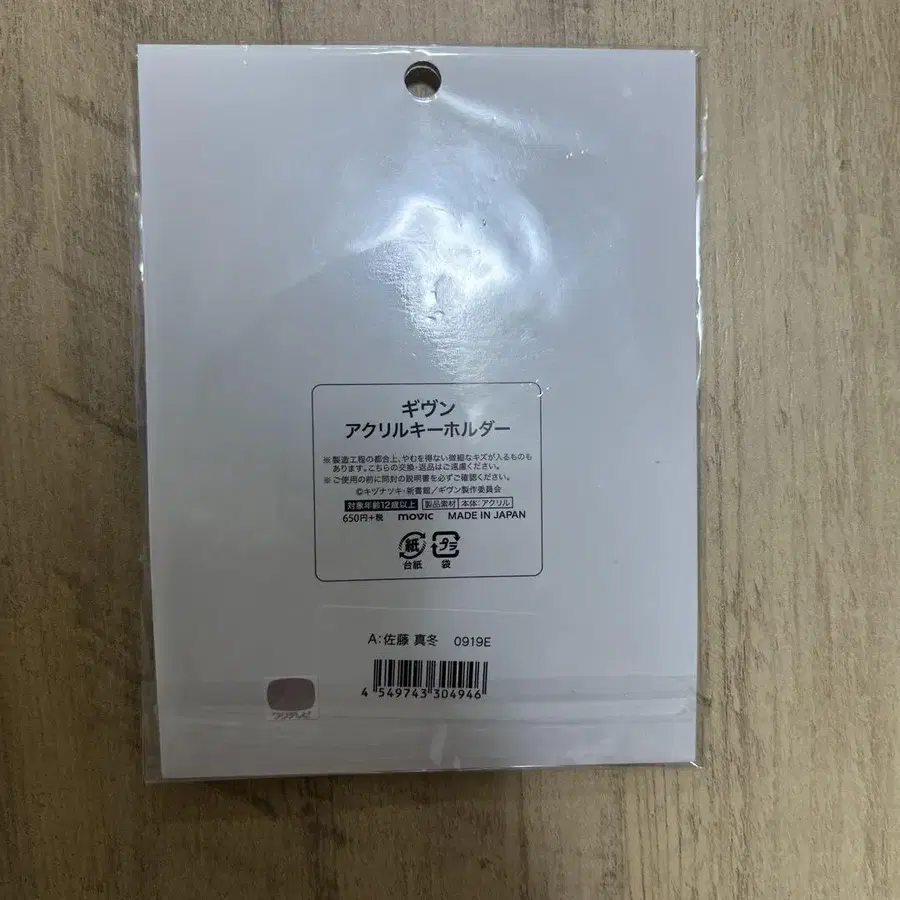 ギヴン
アクリルキーホルダー
※製造工程の都合上、やむを得ない微細なキズが入るものも
あります。こちらの交換・返品はご遠慮ください。
※ご使用の前に同封の説明書を必ずご確認ください。
©キヅナツキ・新書館／ギヴン製作委員会
対象年齢12歳以上 製品素材 本体：アクリル
650円+税 movic MADE IN JAPAN
紙 プラ
台紙 袋
A：佐藤 真冬 0919E
4 549743 304946
フジテレビ